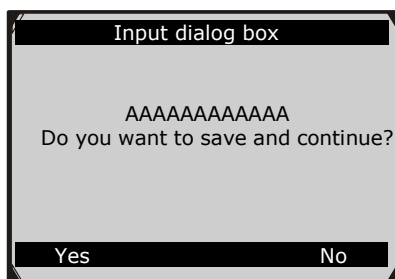 Input dialog box
AAAAAAAAAAAA
Do you want to save and continue?
Yes No